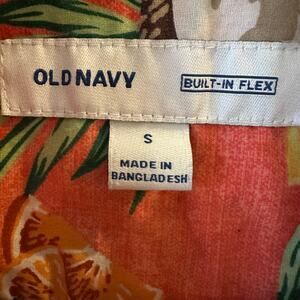 OLD NAVY
BUILT-IN FLEX
S
MADE IN
BANGLADESH